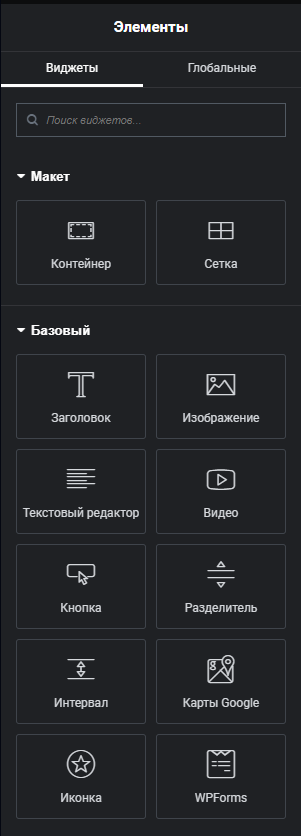 Элементы
Виджеты
Глобальные
Поиск виджетов...
Макет
Контейнер
Сетка
Базовый
Заголовок
Изображение
Текстовый редактор
Видео
Кнопка
Разделитель
Интервал
Карты Google
Иконка
WPForms